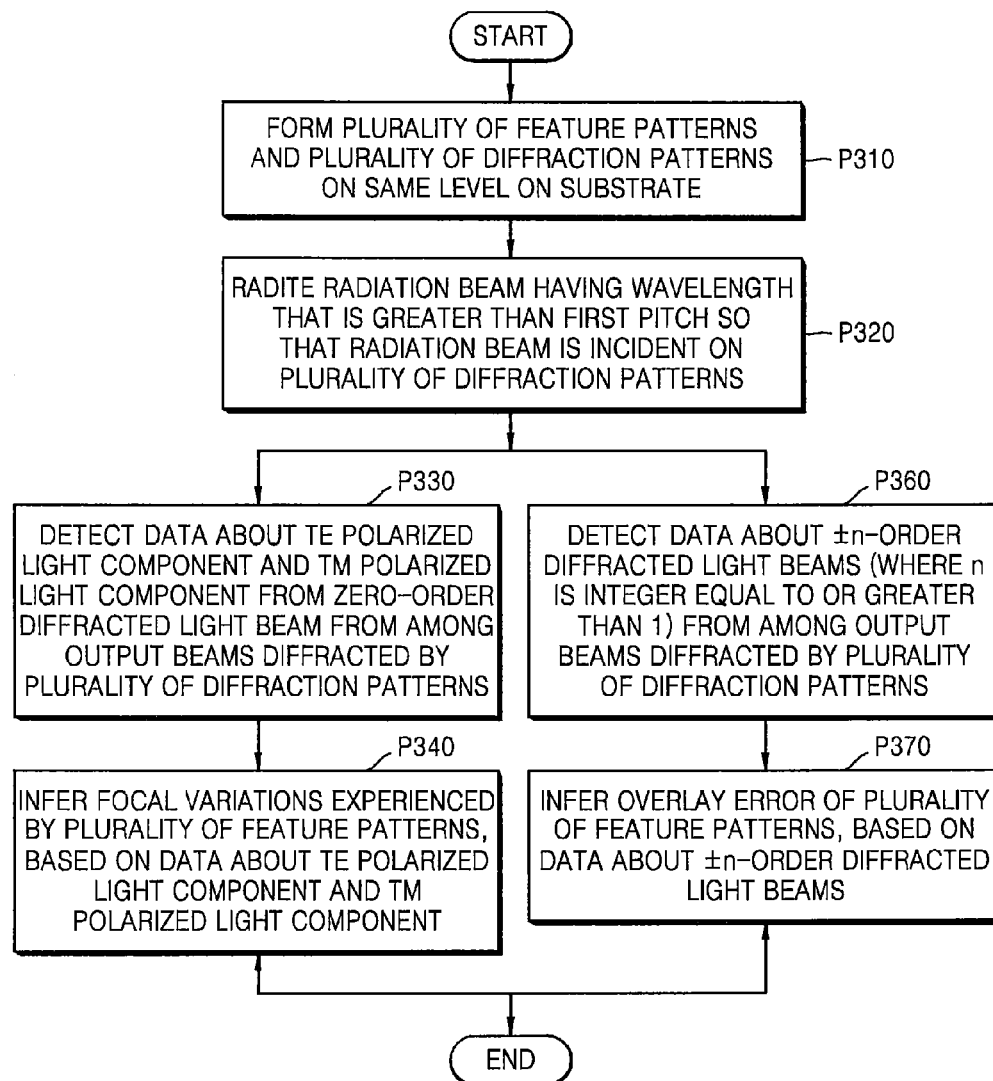 START
FORM PLURALITY OF FEATURE PATTERNS
AND PLURALITY OF DIFFRACTION PATTERNS
ON SAME LEVEL ON SUBSTRATE
P310
RADITE RADIATION BEAM HAVING WAVELENGTH
THAT IS GREATER THAN FIRST PITCH SO
THAT RADIATION BEAM IS INCIDENT ON
PLURALITY OF DIFFRACTION PATTERNS
P320
P330
DETECT DATA ABOUT TE POLARIZED
LIGHT COMPONENT AND TM POLARIZED
LIGHT COMPONENT FROM ZERO-ORDER
DIFFRACTED LIGHT BEAM FROM AMONG
OUTPUT BEAMS DIFFRACTED BY
PLURALITY OF DIFFRACTION PATTERNS
P360
DETECT DATA ABOUT ±n-ORDER
DIFFRACTED LIGHT BEAMS (WHERE n
IS INTEGER EQUAL TO OR GREATER
THAN 1) FROM AMONG OUTPUT
BEAMS DIFFRACTED BY PLURALITY
OF DIFFRACTION PATTERNS
P340
INFER FOCAL VARIATIONS EXPERIENCED
BY PLURALITY OF FEATURE PATTERNS,
BASED ON DATA ABOUT TE POLARIZED
LIGHT COMPONENT AND TM
POLARIZED LIGHT COMPONENT
P370
INFER OVERLAY ERROR OF PLURALITY
OF FEATURE PATTERNS, BASED ON
DATA ABOUT ±n-ORDER DIFFRACTED
LIGHT BEAMS
END